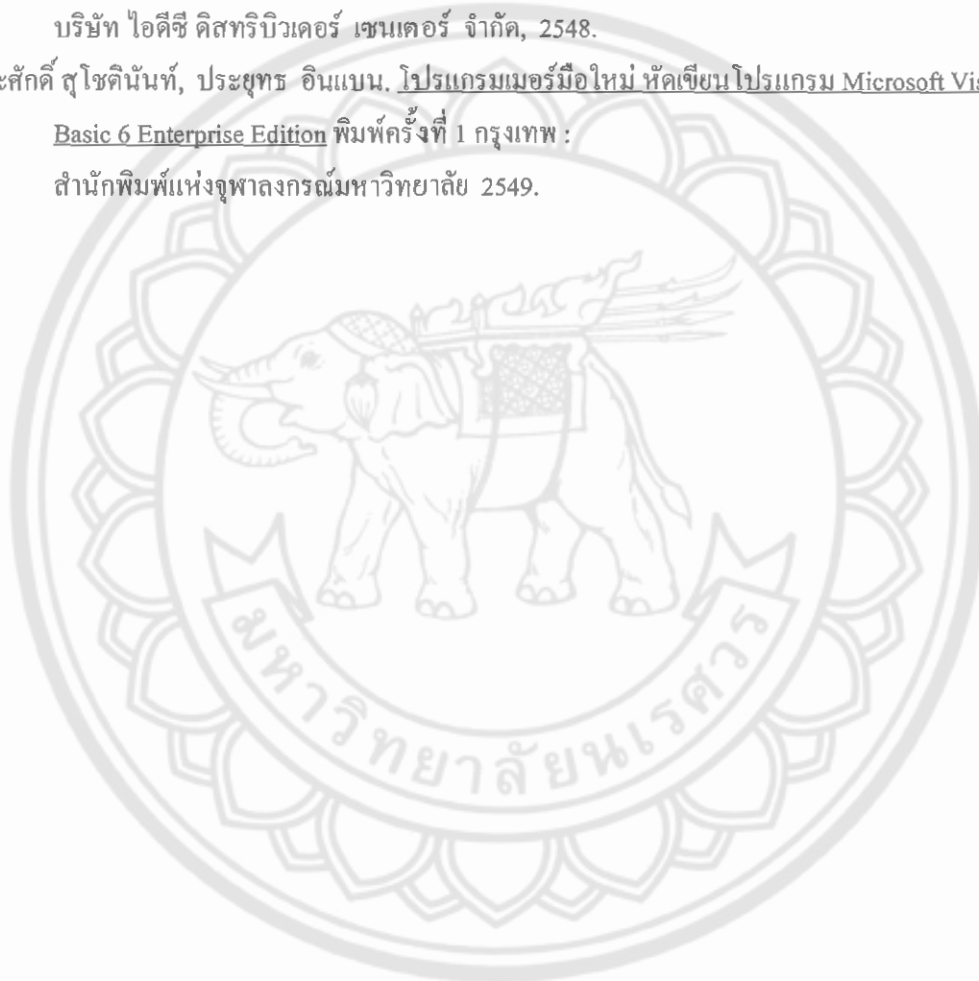 บริษัท ไอดีซี ดิสทริบิวเตอร์ เซนเตอร์ จำกัด, 2548.
ะศักดิ์ สุโชตินันท์, ประยุทธ อินแบน. โปรแกรมเมอร์มือใหม่ หัดเขียนโปรแกรม Microsoft Vis
Basic 6 Enterprise Edition พิมพ์ครั้งที่ 1 กรุงเทพ :
สำนักพิมพ์แห่งจุฬาลงกรณ์มหาวิทยาลัย 2549.
มหาวิทยาลัยนเรศวร